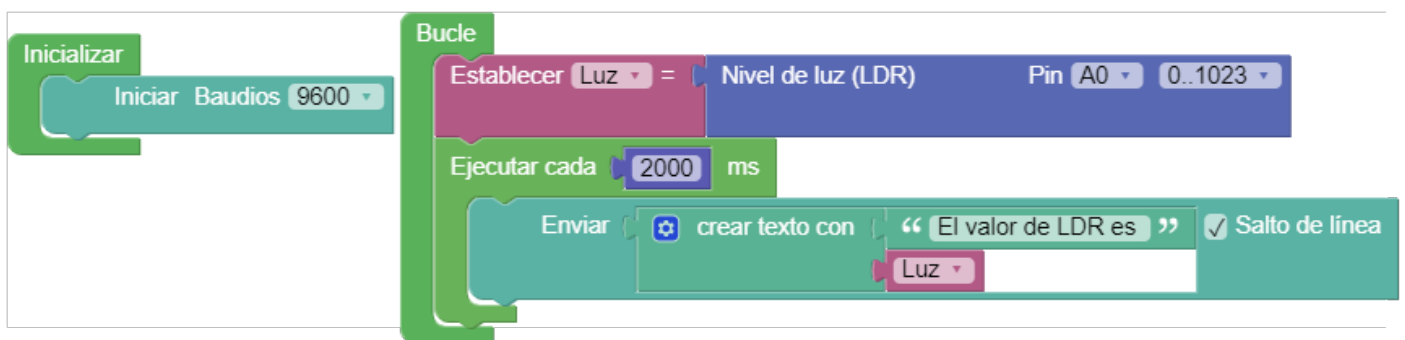 Inicializar
Iniciar Baudios 9600
Bucle
Establecer Luz = Nivel de luz (LDR) Pin A0 0..1023
Ejecutar cada 2000 ms
Enviar crear texto con “ El valor de LDR es ” Salto de línea
Luz